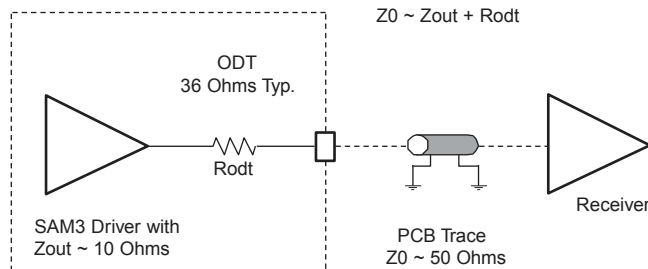 Z0 ~ Zout + Rodt
ODT
36 Ohms Typ.
Rodt
Receiver
SAM3 Driver with
Zout ~ 10 Ohms
PCB Trace
Z0 ~ 50 Ohms